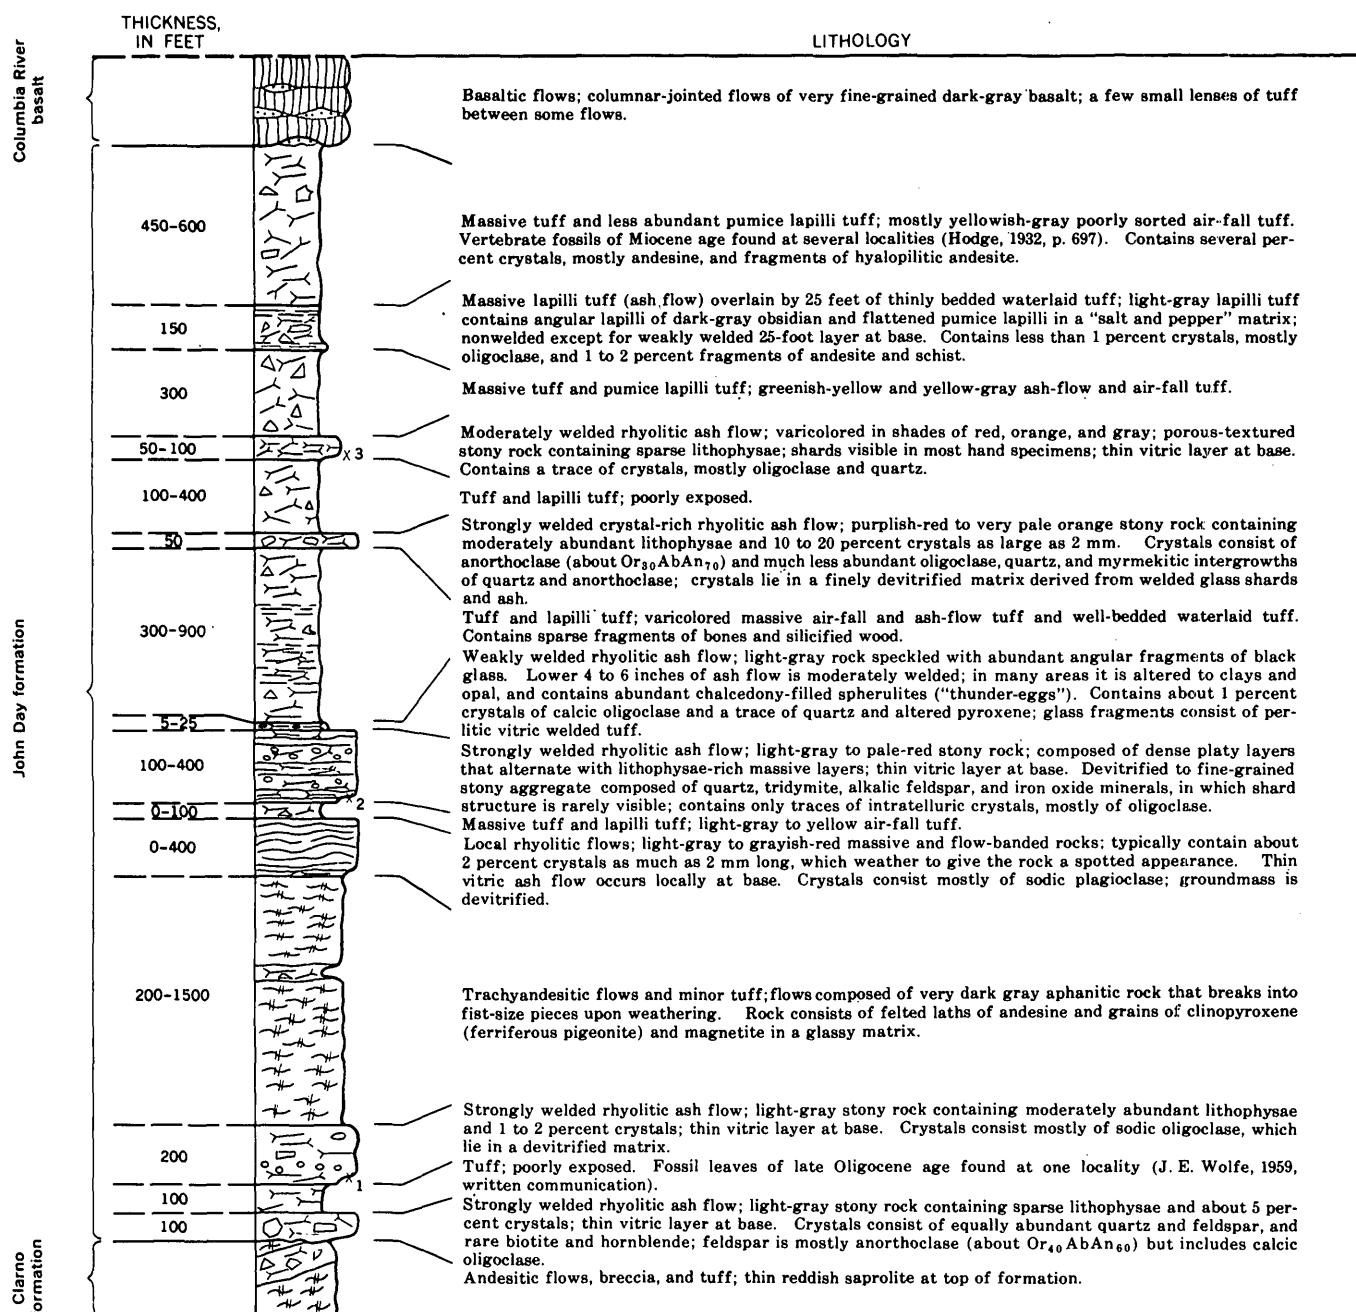 THICKNESS,
IN FEET
LITHOLOGY
Columbia River
basalt
Basaltic flows; columnar-jointed flows of very fine-grained dark-gray basalt; a few small lenses of tuff
between some flows.
John Day formation
450-600
Massive tuff and less abundant pumice lapilli tuff; mostly yellowish-gray poorly sorted air-fall tuff.
Vertebrate fossils of Miocene age found at several localities (Hodge, 1932, p. 697). Contains several per-
cent crystals, mostly andesine, and fragments of hyalopilitic andesite.
150
Massive lapilli tuff (ash flow) overlain by 25 feet of thinly bedded waterlaid tuff; light-gray lapilli tuff
contains angular lapilli of dark-gray obsidian and flattened pumice lapilli in a "salt and pepper" matrix;
nonwelded except for weakly welded 25-foot layer at base. Contains less than 1 percent crystals, mostly
oligoclase, and 1 to 2 percent fragments of andesite and schist.
300
Massive tuff and pumice lapilli tuff; greenish-yellow and yellow-gray ash-flow and air-fall tuff.
50-100
x 3
Moderately welded rhyolitic ash flow; varicolored in shades of red, orange, and gray; porous-textured
stony rock containing sparse lithophysae; shards visible in most hand specimens; thin vitric layer at base.
Contains a trace of crystals, mostly oligoclase and quartz.
100-400
Tuff and lapilli tuff; poorly exposed.
50
Strongly welded crystal-rich rhyolitic ash flow; purplish-red to very pale orange stony rock containing
moderately abundant lithophysae and 10 to 20 percent crystals as large as 2 mm. Crystals consist of
anorthoclase (about Or₃₀AbAn₇₀) and much less abundant oligoclase, quartz, and myrmekitic intergrowths
of quartz and anorthoclase; crystals lie in a finely devitrified matrix derived from welded glass shards
and ash.
300-900
Tuff and lapilli tuff; varicolored massive air-fall and ash-flow tuff and well-bedded waterlaid tuff.
Contains sparse fragments of bones and silicified wood.
5-25
Weakly welded rhyolitic ash flow; light-gray rock speckled with abundant angular fragments of black
glass. Lower 4 to 6 inches of ash flow is moderately welded; in many areas it is altered to clays and
opal, and contains abundant chalcedony-filled spherulites ("thunder-eggs"). Contains about 1 percent
crystals of calcic oligoclase and a trace of quartz and altered pyroxene; glass fragments consist of per-
litic vitric welded tuff.
100-400
x 2
Strongly welded rhyolitic ash flow; light-gray to pale-red stony rock; composed of dense platy layers
that alternate with lithophysae-rich massive layers; thin vitric layer at base. Devitrified to fine-grained
stony aggregate composed of quartz, tridymite, alkalic feldspar, and iron oxide minerals, in which shard
structure is rarely visible; contains only traces of intratelluric crystals, mostly of oligoclase.
0-100
Massive tuff and lapilli tuff; light-gray to yellow air-fall tuff.
0-400
Local rhyolitic flows; light-gray to grayish-red massive and flow-banded rocks; typically contain about
2 percent crystals as much as 2 mm long, which weather to give the rock a spotted appearance. Thin
vitric ash flow occurs locally at base. Crystals consist mostly of sodic plagioclase; groundmass is
devitrified.
200-1500
Trachyandesitic flows and minor tuff; flows composed of very dark gray aphanitic rock that breaks into
fist-size pieces upon weathering. Rock consists of felted laths of andesine and grains of clinopyroxene
(ferriferous pigeonite) and magnetite in a glassy matrix.
200
x 1
Strongly welded rhyolitic ash flow; light-gray stony rock containing moderately abundant lithophysae
and 1 to 2 percent crystals; thin vitric layer at base. Crystals consist mostly of sodic oligoclase, which
lie in a devitrified matrix.
100
Tuff; poorly exposed. Fossil leaves of late Oligocene age found at one locality (J. E. Wolfe, 1959,
written communication).
100
Strongly welded rhyolitic ash flow; light-gray stony rock containing sparse lithophysae and about 5 per-
cent crystals; thin vitric layer at base. Crystals consist of equally abundant quartz and feldspar, and
rare biotite and hornblende; feldspar is mostly anorthoclase (about Or₄₀AbAn₆₀) but includes calcic
oligoclase.
Clarno
ormation
Andesitic flows, breccia, and tuff; thin reddish saprolite at top of formation.